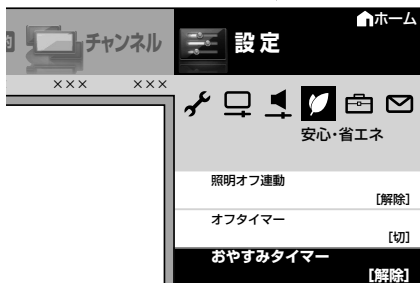 ホーム
チャンネル 設定
××× ×××
安心・省エネ
照明オフ連動
[解除]
オフタイマー
[切]
おやすみタイマー
[解除]